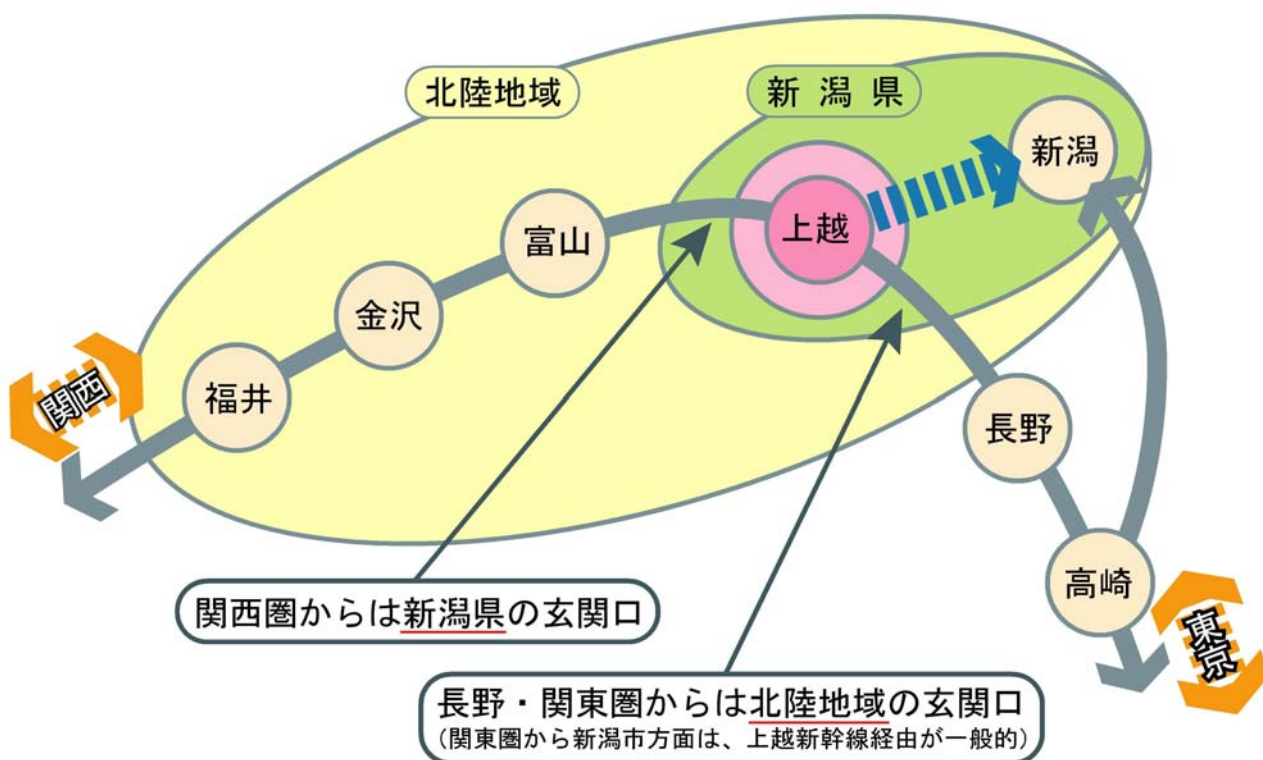 北陸地域
新潟県
新潟
上越
富山
金沢
福井
関西
長野
高崎
東京
関西圏からは新潟県の玄関口
長野・関東圏からは北陸地域の玄関口
（関東圏から新潟市方面は、上越新幹線経由が一般的）